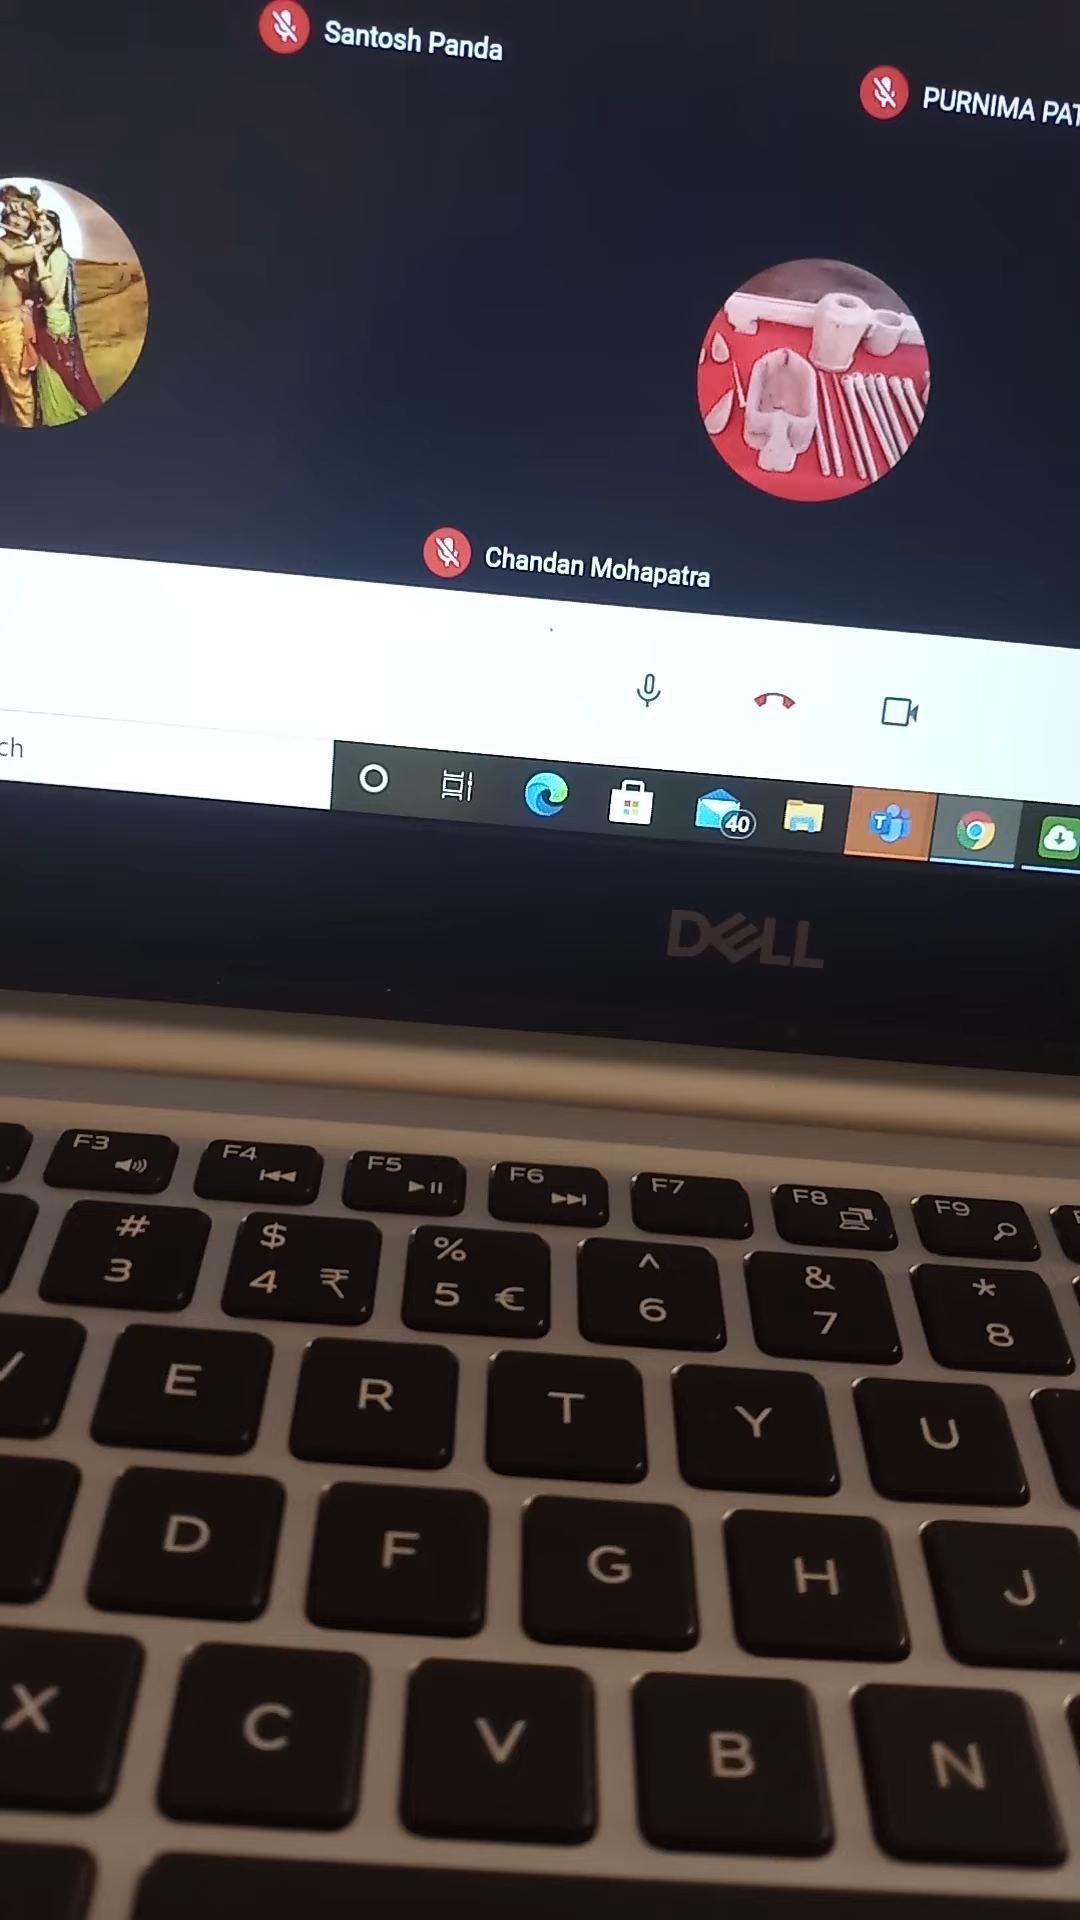 Santosh Panda
PURNIMA
Chandan Mohapatra
ch
40
T
DELL
F3
F4
F5
F6
F7
F8
F9
#
3
$
4 ₹
%
5 €
^
6
&
7
*
8
E R T Y U
D F G H J
X C V B N